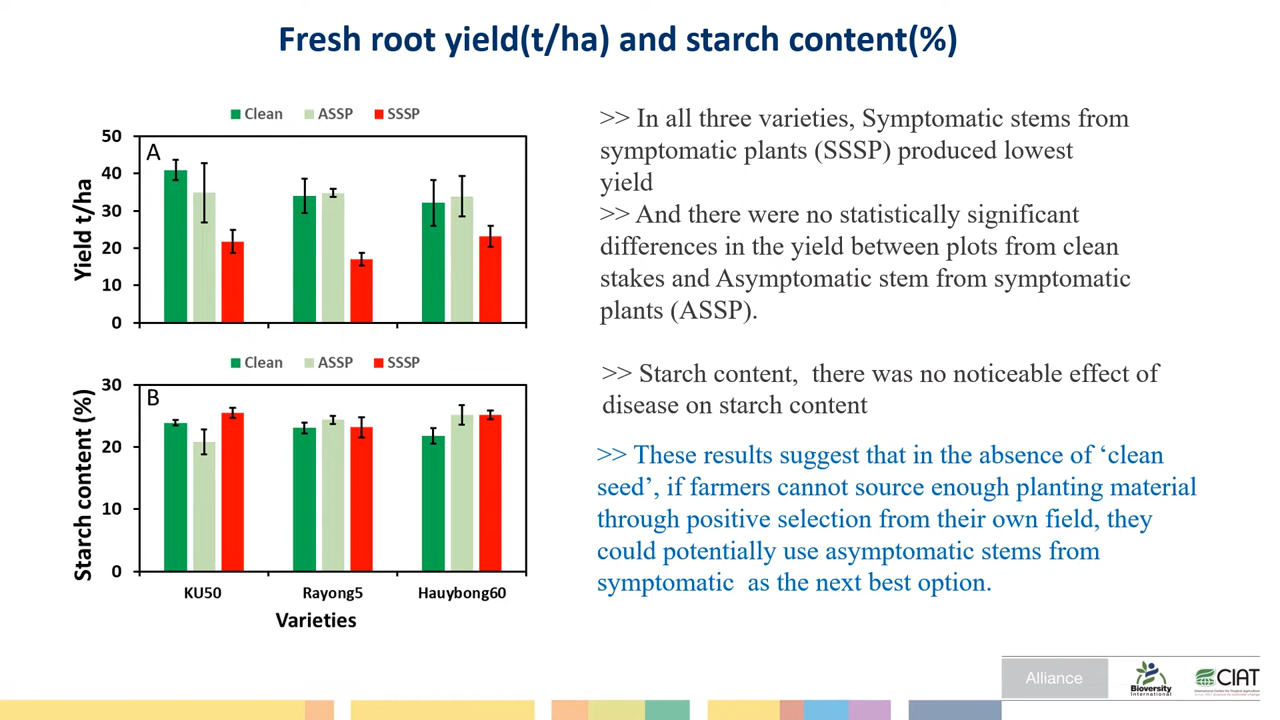 Fresh root yield(t/ha) and starch content(%)
Clean ASSP SSSP
A
50
40
30
20
10
0
Yield t/ha
Clean ASSP SSSP
B
30
20
10
0
Starch content (%)
KU50 Rayong5 Hauybong60
Varieties
>> In all three varieties, Symptomatic stems from
symptomatic plants (SSSP) produced lowest
yield
>> And there were no statistically significant
differences in the yield between plots from clean
stakes and Asymptomatic stem from symptomatic
plants (ASSP).
>> Starch content, there was no noticeable effect of
disease on starch content
>> These results suggest that in the absence of ‘clean
seed’, if farmers cannot source enough planting material
through positive selection from their own field, they
could potentially use asymptomatic stems from
symptomatic as the next best option.
Alliance
Bioversity
International
CIAT
International Center for Tropical Agriculture